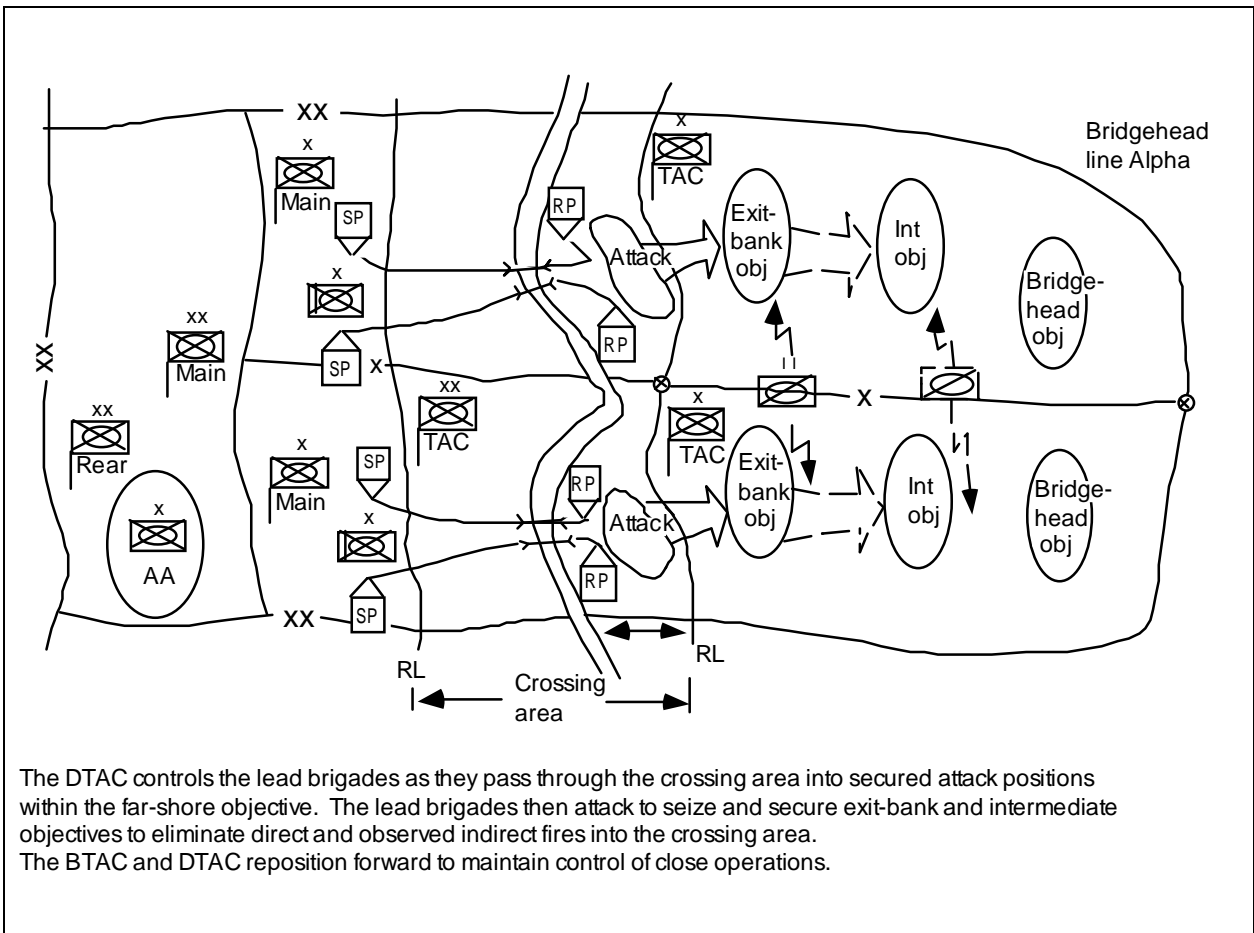 XX
x
Main
SP
RP
x
TAC
Bridgehead
line Alpha
Exit-
bank
obj
Int
obj
Attack
Bridge-
head
obj
x
xx
Main
XX
SP
X
RP
xx
TAC
xx
Rear
x
Main
SP
x
TAC
I I
X
Exit-
bank
obj
Int
obj
Bridge-
head
obj
RP
Attack
x
AA
x
RP
SP
XX
RL
RL
Crossing
area
The DTAC controls the lead brigades as they pass through the crossing area into secured attack positions
within the far-shore objective. The lead brigades then attack to seize and secure exit-bank and intermediate
objectives to eliminate direct and observed indirect fires into the crossing area.
The BTAC and DTAC reposition forward to maintain control of close operations.